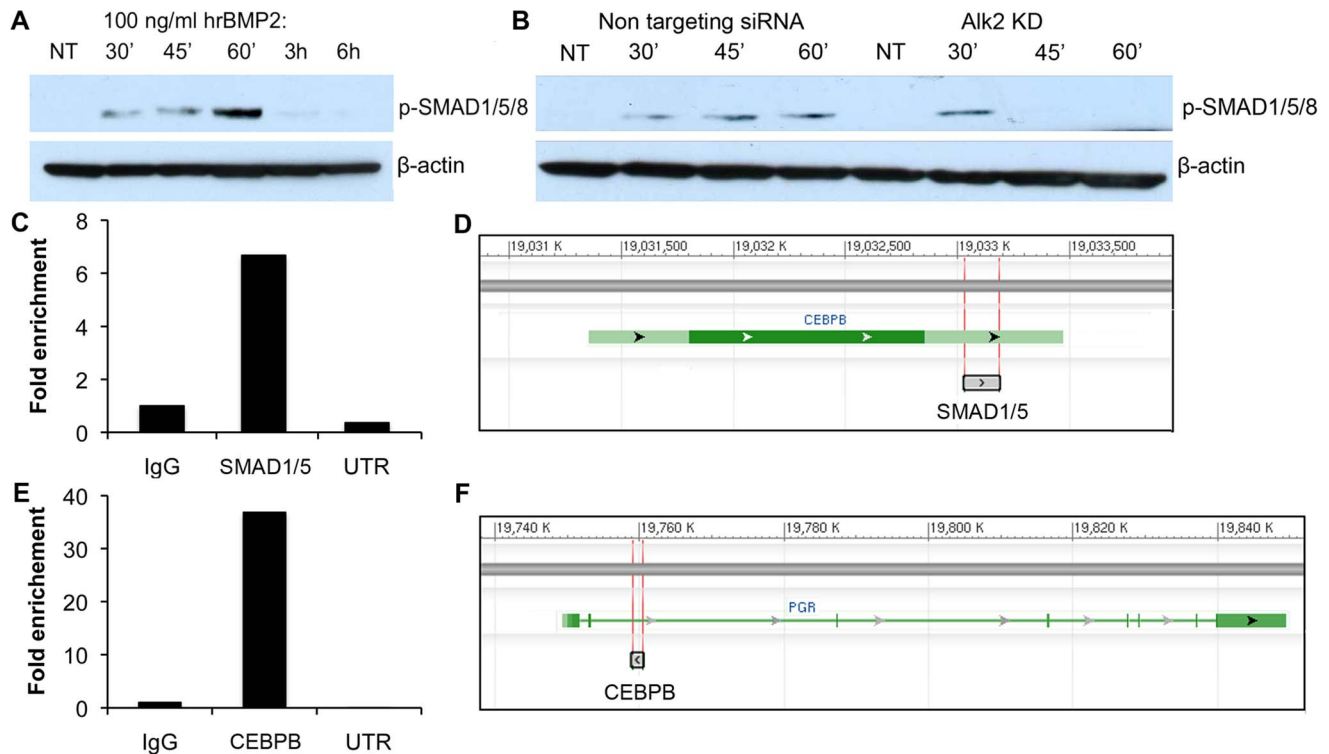 A
100 ng/ml hrBMP2:
NT 30’ 45’ 60’ 3h 6h
p-SMAD1/5/8
β-actin
B
Non targeting siRNA Alk2 KD
NT 30’ 45’ 60’ NT 30’ 45’ 60’
p-SMAD1/5/8
β-actin
C
Fold enrichment
8
6
4
2
0
IgG SMAD1/5 UTR
D
19,031 K 19,031,500 19,032 K 19,032,500 19,033 K 19,033,500
CEBPB
SMAD1/5
E
Fold enrichement
40
30
20
10
0
IgG CEBPB UTR
F
19,740 K 19,760 K 19,780 K 19,800 K 19,820 K 19,840 K
PGR
CEBPB